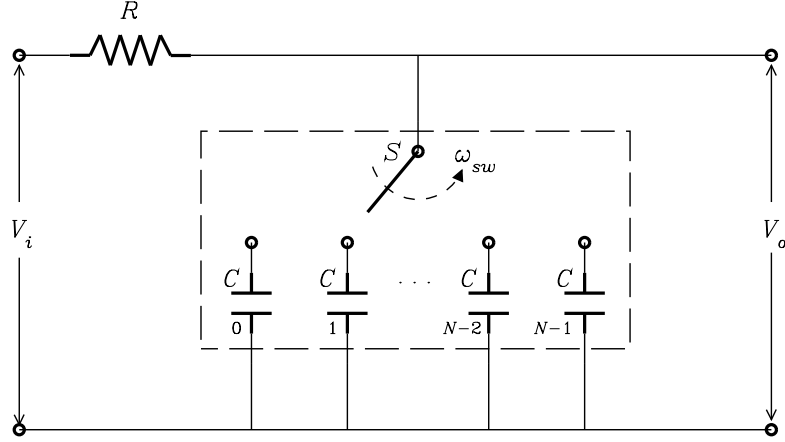 R
S ω_sw
V_i V_o
C C . . . C C
0 1 N−2 N−1